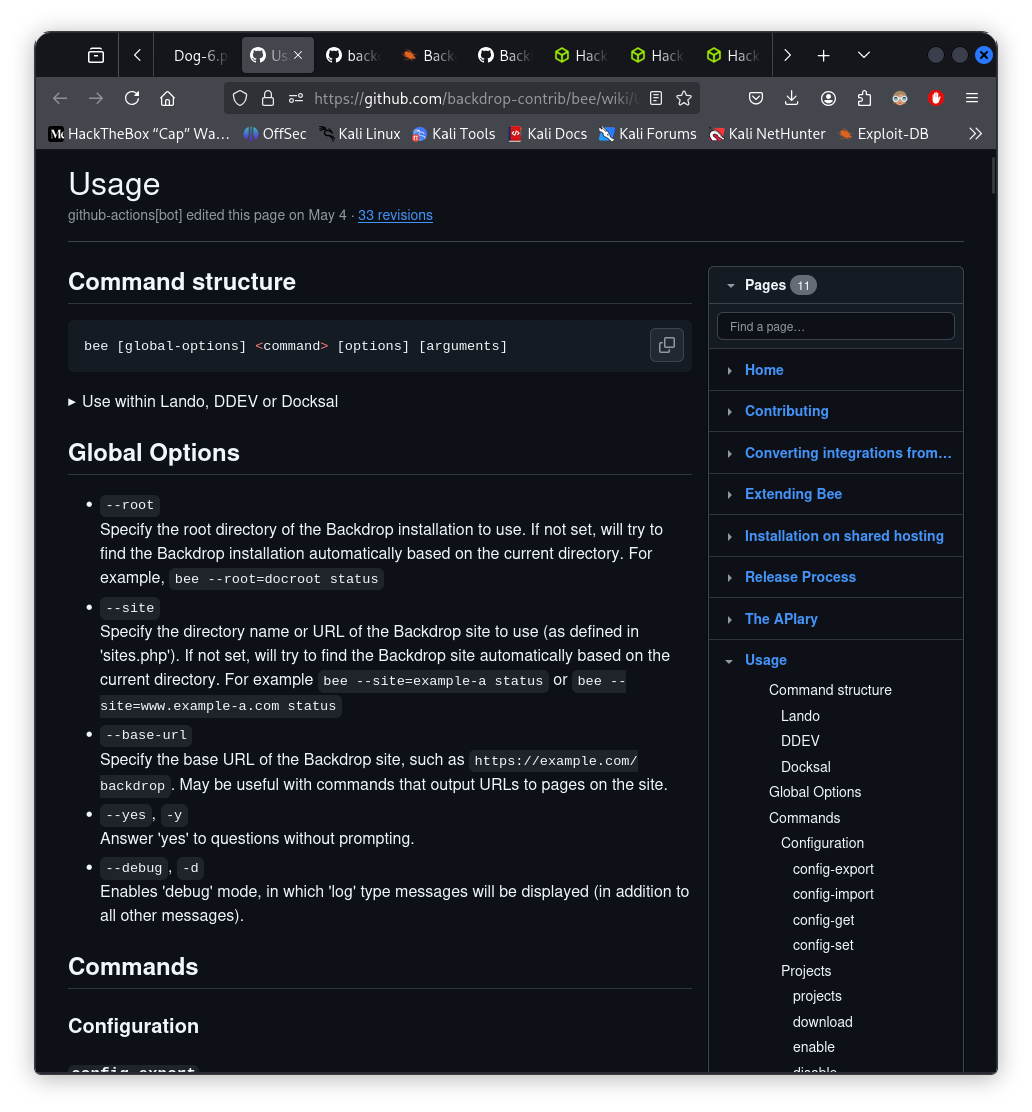 Dog-6.p
Us
back
Back
Back
Hack
Hack
Hack
https://github.com/backdrop-contrib/bee/wiki/
HackTheBox “Cap” Wa…
OffSec
Kali Linux
Kali Tools
Kali Docs
Kali Forums
Kali NetHunter
Exploit-DB
Usage
github-actions[bot] edited this page on May 4 · 33 revisions
Command structure
bee [global-options] <command> [options] [arguments]
Use within Lando, DDEV or Docksal
Global Options
• --root
Specify the root directory of the Backdrop installation to use. If not set, will try to
find the Backdrop installation automatically based on the current directory. For
example, bee --root=docroot status
• --site
Specify the directory name or URL of the Backdrop site to use (as defined in
'sites.php'). If not set, will try to find the Backdrop site automatically based on the
current directory. For example bee --site=example-a status or bee --
site=www.example-a.com status
• --base-url
Specify the base URL of the Backdrop site, such as https://example.com/
backdrop. May be useful with commands that output URLs to pages on the site.
• --yes, -y
Answer 'yes' to questions without prompting.
• --debug, -d
Enables 'debug' mode, in which 'log' type messages will be displayed (in addition to
all other messages).
Commands
Configuration
config-export
Pages 11
Find a page…
Home
Contributing
Converting integrations from…
Extending Bee
Installation on shared hosting
Release Process
The APIary
Usage
Command structure
Lando
DDEV
Docksal
Global Options
Commands
Configuration
config-export
config-import
config-get
config-set
Projects
projects
download
enable
disable